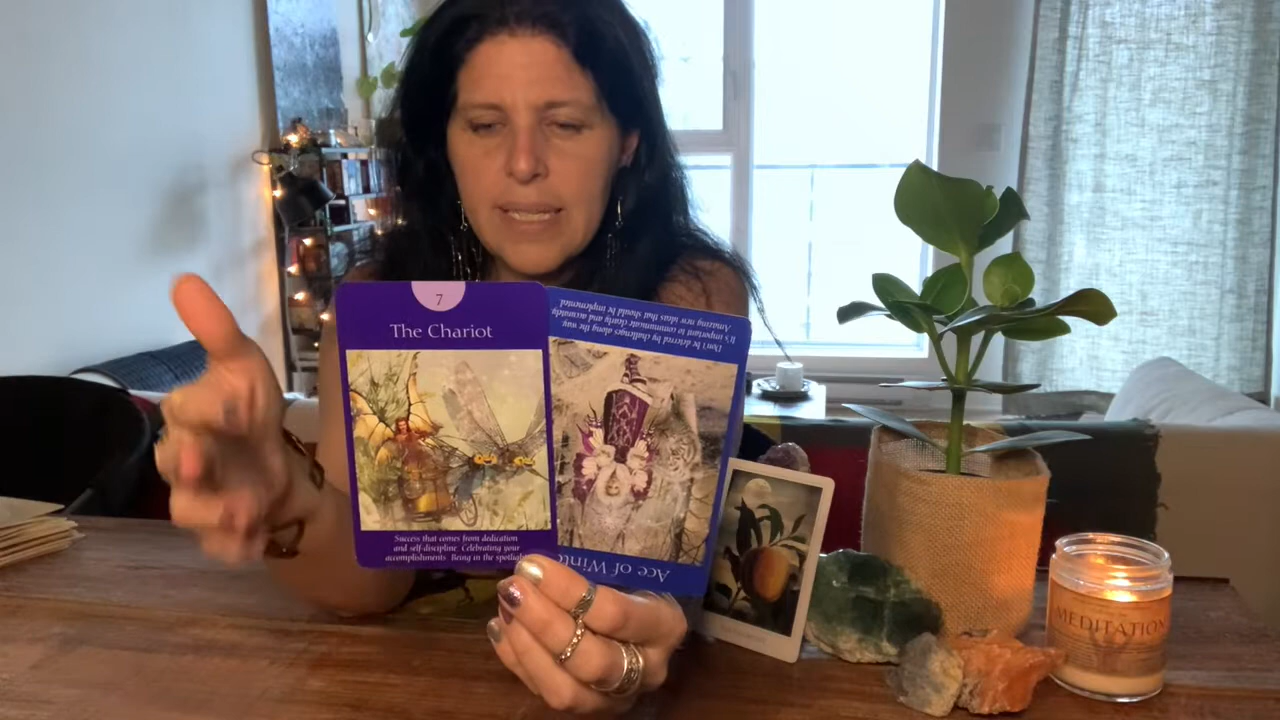 7
The Chariot
Success that comes from dedication
and self-discipline. Celebrating your
accomplishments. Being in the spotlight
Ace of Winte
Don't be deterred by challenges along the way.
It's important to communicate clearly and accurately.
Amazing new ideas that should be implemented.
MEDITATION